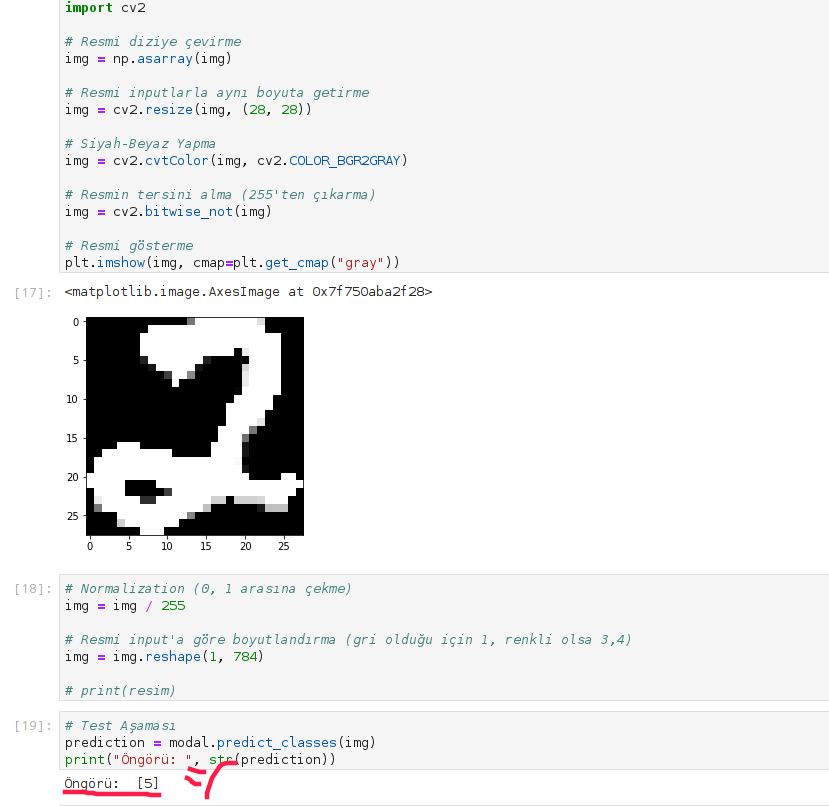 import cv2
# Resmi diziye çevirme
img = np.asarray(img)
# Resmi inputlarla aynı boyuta getirme
img = cv2.resize(img, (28, 28))
# Siyah-Beyaz Yapma
img = cv2.cvtColor(img, cv2.COLOR_BGR2GRAY)
# Resmin tersini alma (255'ten çıkarma)
img = cv2.bitwise_not(img)
# Resmi gösterme
plt.imshow(img, cmap=plt.get_cmap("gray"))
[17]: <matplotlib.image.AxesImage at 0x7f750aba2f28>
0
5
10
15
20
25
0 5 10 15 20 25
2
[18]: # Normalization (0, 1 arasına çekme)
img = img / 255
# Resmi input'a göre boyutlandırma (gri olduğu için 1, renkli olsa 3,4)
img = img.reshape(1, 784)
# print(resim)
[19]: # Test Aşaması
prediction = modal.predict_classes(img)
print("Öngörü: ", str(prediction))
Öngörü:  [5]